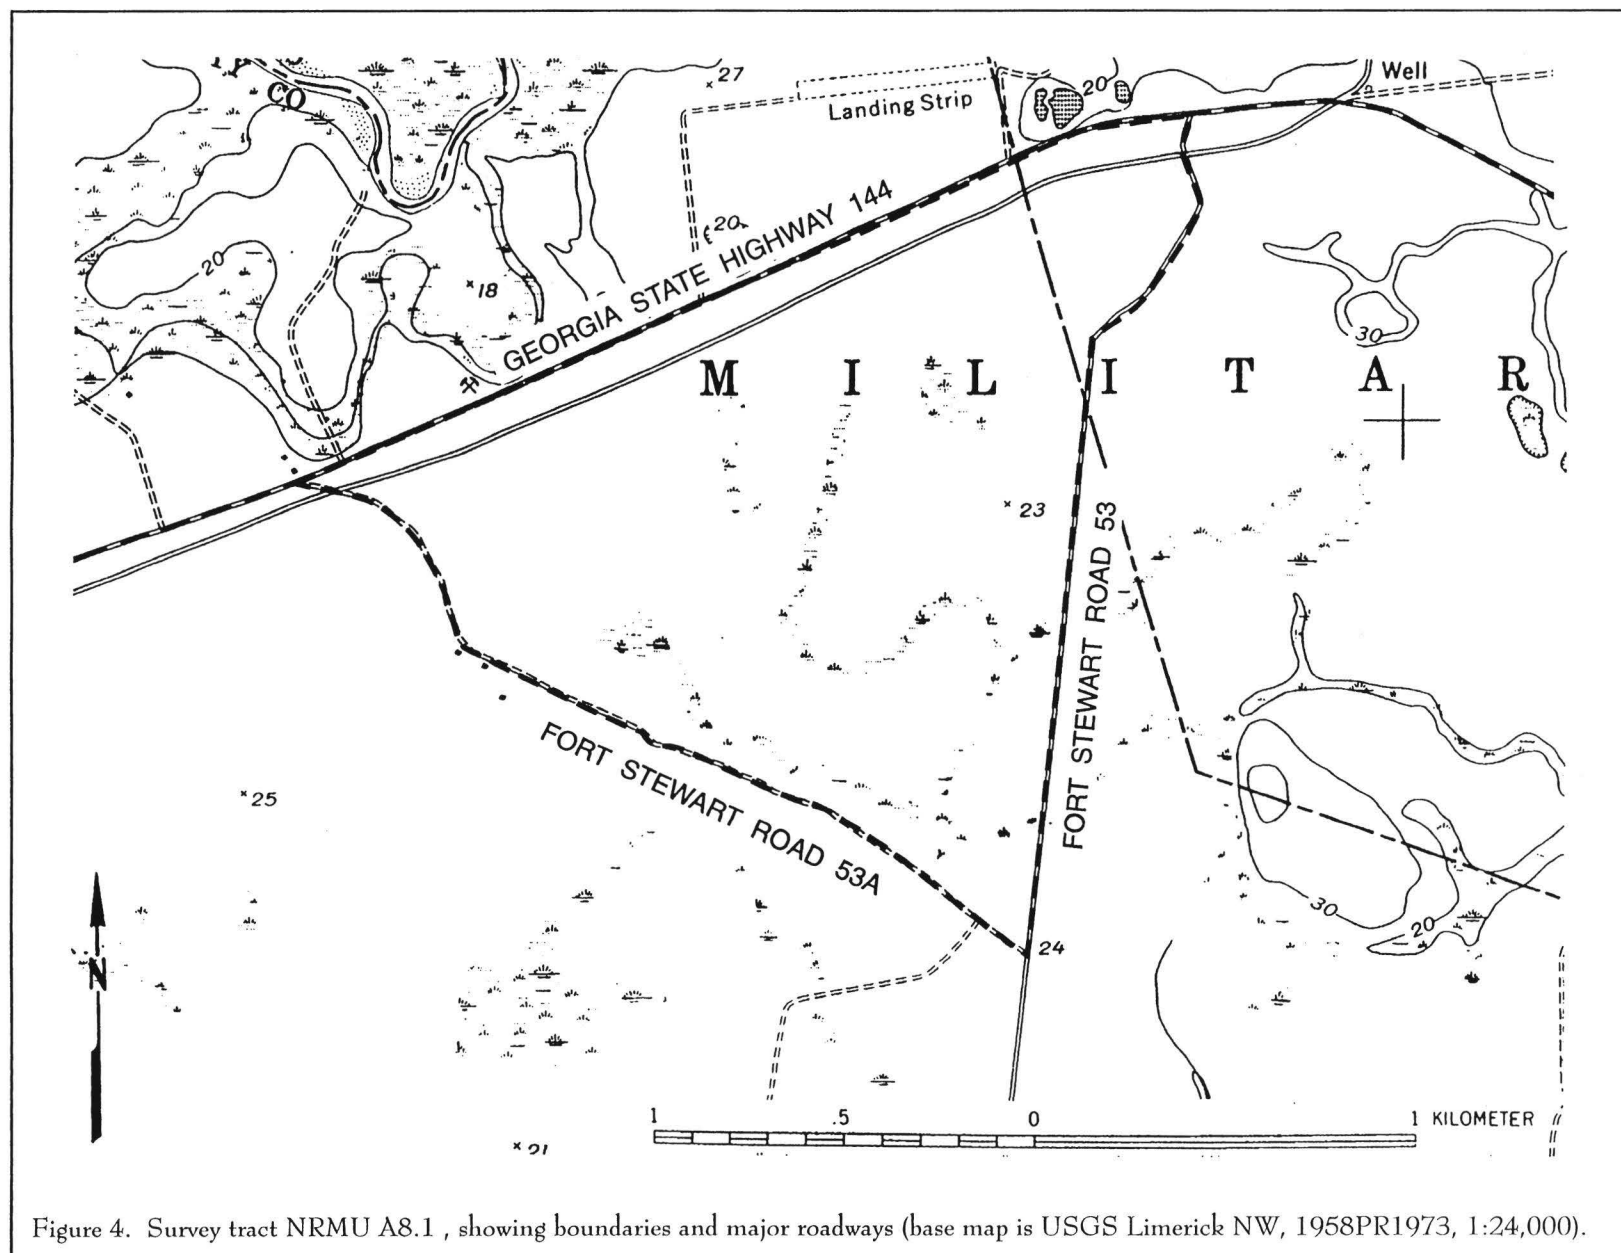 CO
27
Landing Strip
20
Well
20
GEORGIA STATE HIGHWAY 144
20
18
30
M I L I T A R
23
FORT STEWART ROAD 53
FORT STEWART ROAD 53A
25
30
20
24
N
1 .5 0 1 KILOMETER
21
Figure 4. Survey tract NRMU A8.1 , showing boundaries and major roadways (base map is USGS Limerick NW, 1958PR1973, 1:24,000).